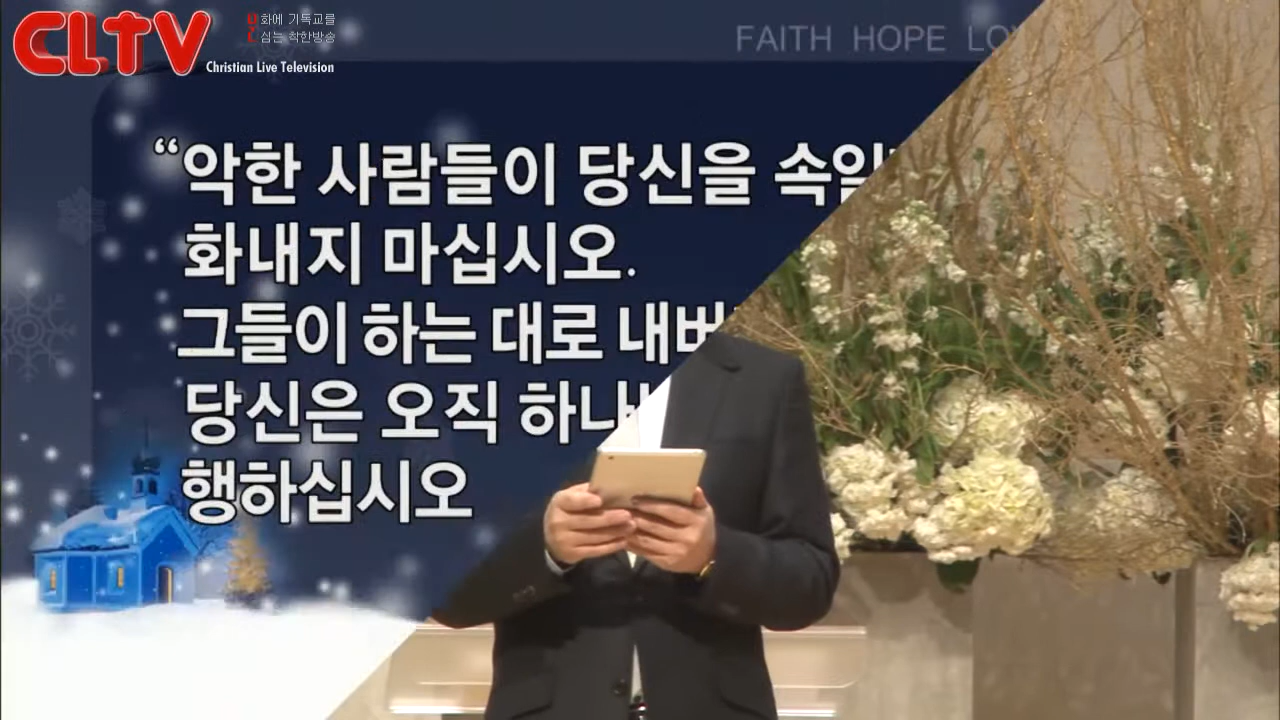 CLTV
화에 기독교를
심는 착한방송
Christian Live Television
FAITH HOPE
“악한 사람들이 당신을
화내지 마십시오.
그들이 하는 대로
당신은 오직
행하십시오